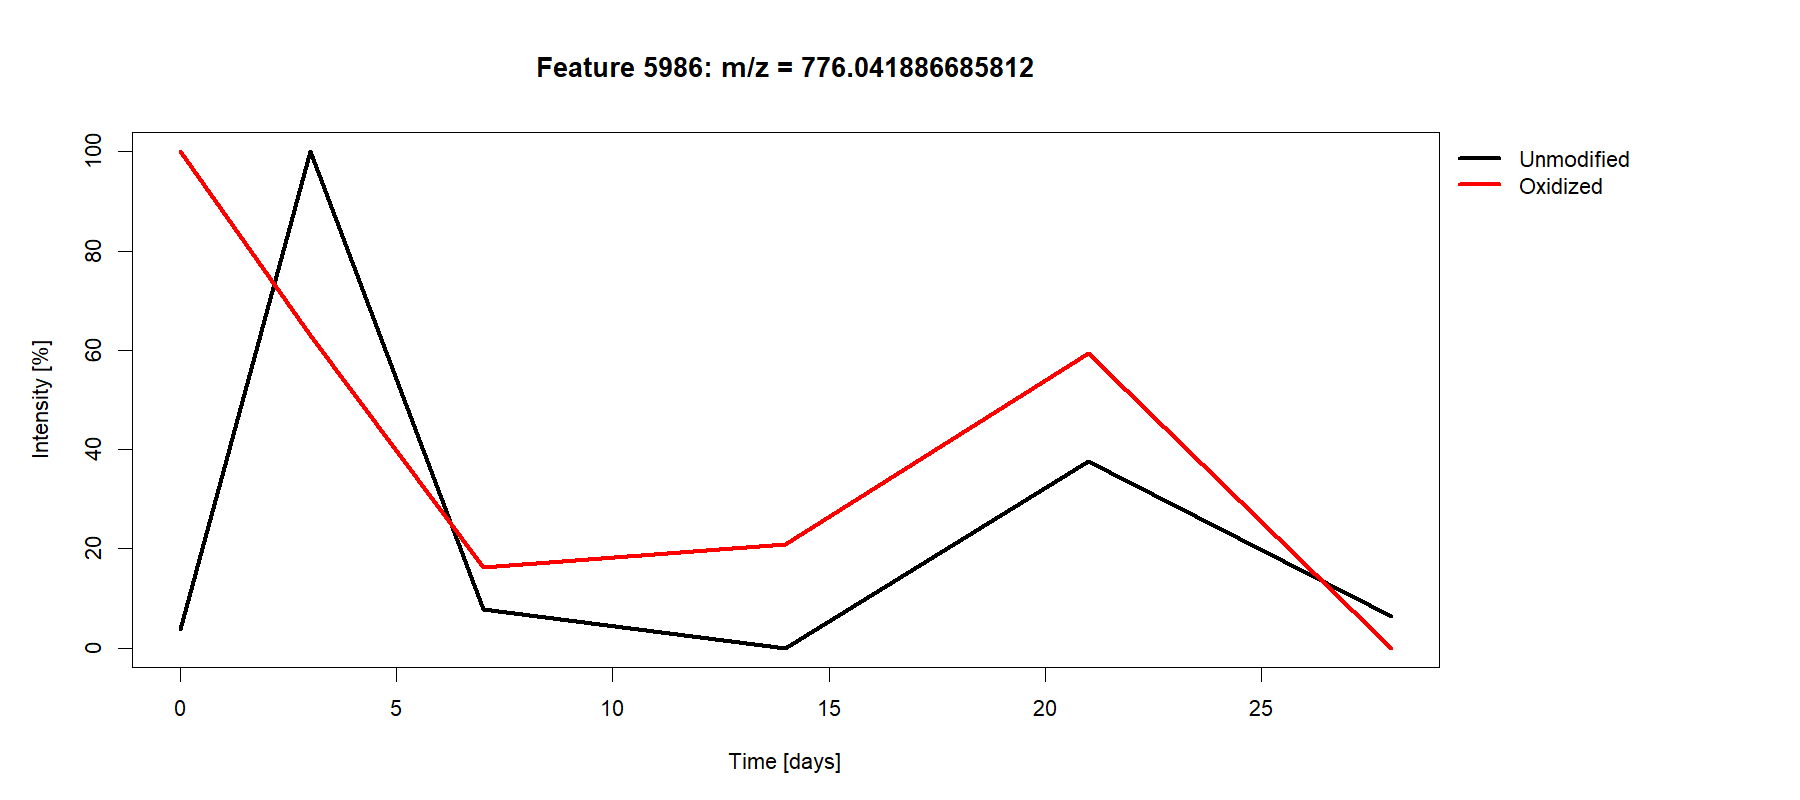 Feature 5986: m/z = 776.041886685812
Unmodified
Oxidized
Intensity [%]
100
80
60
40
20
0
0 5 10 15 20 25
Time [days]